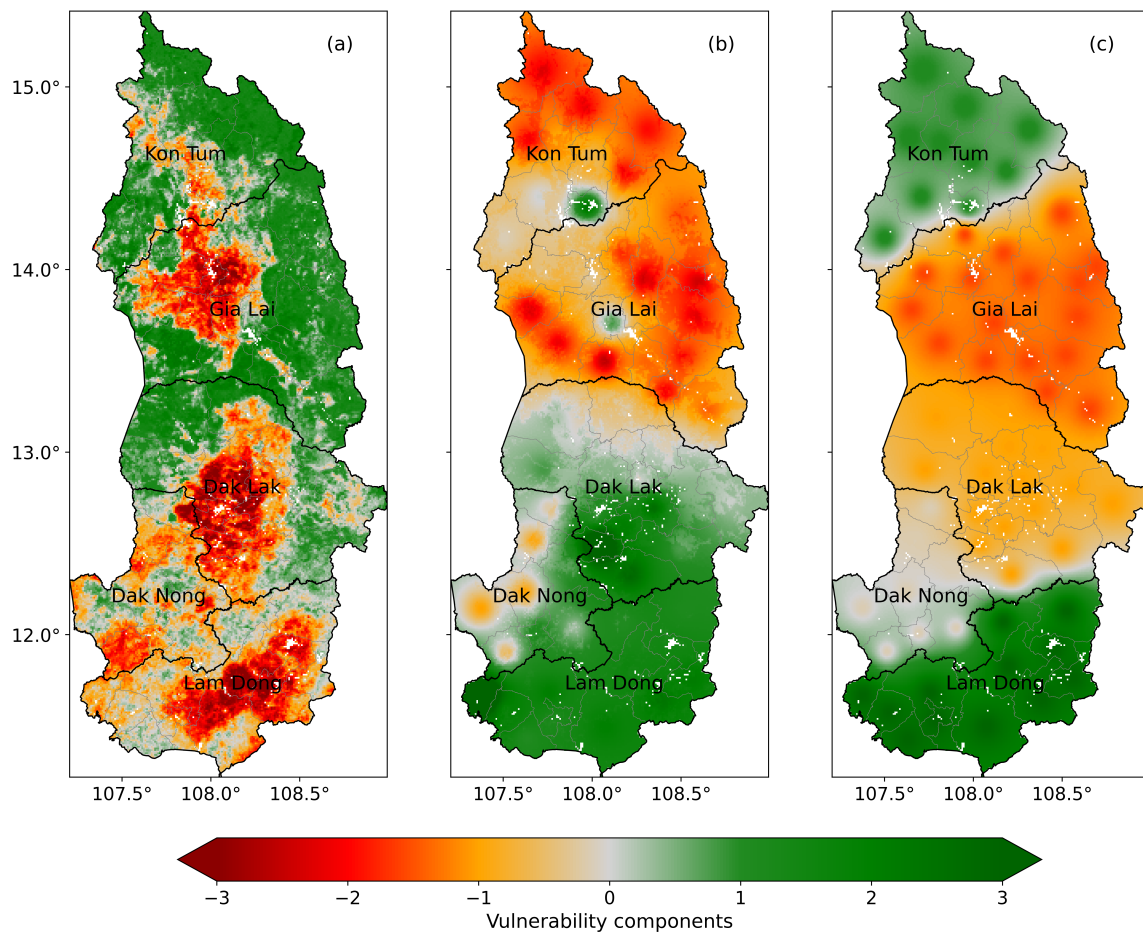 (a) (b) (c)
15.0°
Kon Tum Kon Tum Kon Tum
14.0°
Gia Lai Gia Lai Gia Lai
13.0°
Dak Lak Dak Lak Dak Lak
Dak Nong Dak Nong Dak Nong
12.0°
Lam Dong Lam Dong Lam Dong
107.5° 108.0° 108.5° 107.5° 108.0° 108.5° 107.5° 108.0° 108.5°
−3 −2 −1 0 1 2 3
Vulnerability components